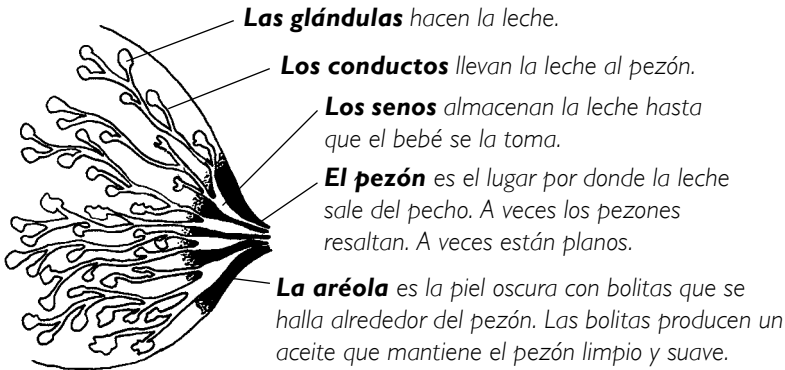 Las glándulas hacen la leche.
Los conductos llevan la leche al pezón.
Los senos almacenan la leche hasta
que el bebé se la toma.
El pezón es el lugar por donde la leche
sale del pecho. A veces los pezones
resaltan. A veces están planos.
La aréola es la piel oscura con bolitas que se
halla alrededor del pezón. Las bolitas producen un
aceite que mantiene el pezón limpio y suave.